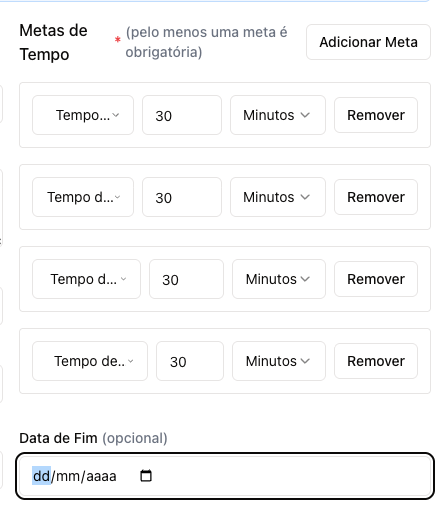 Metas de Tempo * (pelo menos uma meta é obrigatória) Adicionar Meta
Tempo... 30 Minutos Remover
Tempo d... 30 Minutos Remover
Tempo d... 30 Minutos Remover
Tempo de.. 30 Minutos Remover
Data de Fim (opcional)
dd/mm/aaaa